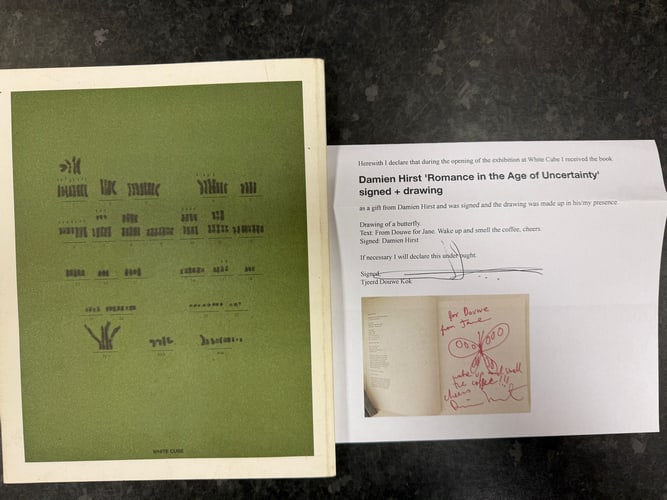 WHITE CUBE
Herewith I declare that during the opening of the exhibition at White Cube I received the book
Damien Hirst 'Romance in the Age of Uncertainty'
signed + drawing
as a gift from Damien Hirst and was signed and the drawing was made up in his/my presence.
Drawing of a butterfly.
Text: From Douwe for Jane. Wake up and smell the coffee, cheers.
Signed: Damien Hirst
If necessary I will declare this under ought.
Signed,
Tjeerd Douwe Kok
for Douwe
from Jane
wake up and smell
the coffee!!!
cheers